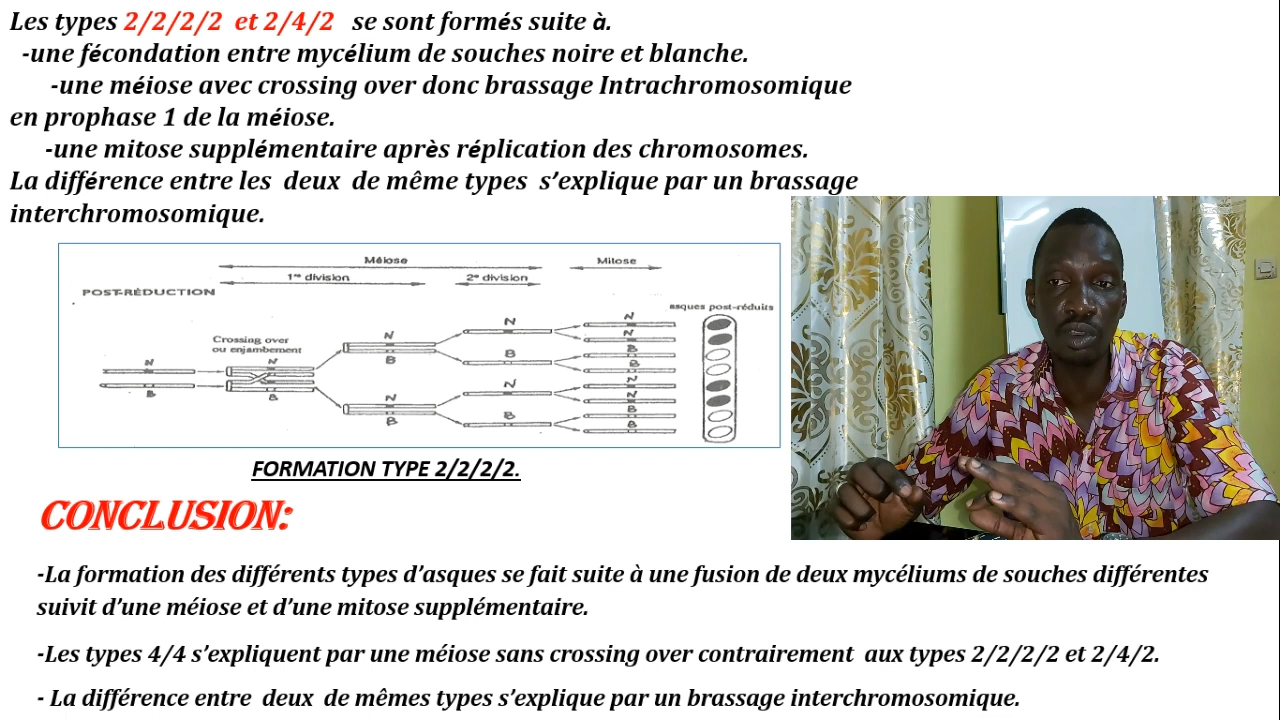 Les types 2/2/2/2 et 2/4/2 se sont formés suite à.
-une fécondation entre mycélium de souches noire et blanche.
-une méiose avec crossing over donc brassage Intrachromosomique
en prophase 1 de la méiose.
-une mitose supplémentaire après réplication des chromosomes.
La différence entre les deux de même types s'explique par un brassage
interchromosomique.
Méiose
Mitose
1re division
2e division
POST-RÉDUCTION
asques post-réduits
Crossing over
ou enjambement
N
B
N
B
N
B
N
B
N
B
N
B
N
N
B
B
N
N
B
B
FORMATION TYPE 2/2/2/2.
CONCLUSION:
-La formation des différents types d'asques se fait suite à une fusion de deux mycéliums de souches différentes
suivit d'une méiose et d'une mitose supplémentaire.
-Les types 4/4 s'expliquent par une méiose sans crossing over contrairement aux types 2/2/2/2 et 2/4/2.
- La différence entre deux de mêmes types s'explique par un brassage interchromosomique.